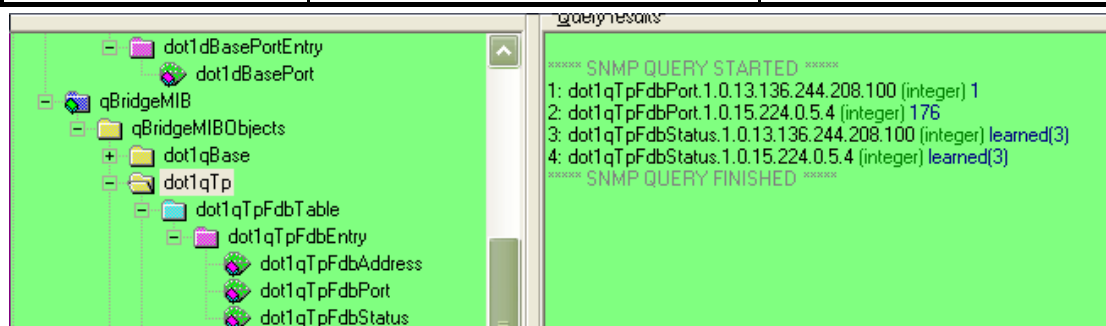 dot1dBasePortEntry
dot1dBasePort
qBridgeMIB
qBridgeMIBObjects
dot1qBase
dot1qTp
dot1qTpFdbTable
dot1qTpFdbEntry
dot1qTpFdbAddress
dot1qTpFdbPort
dot1qTpFdbStatus
Query results
***** SNMP QUERY STARTED *****
1: dot1qTpFdbPort.1.0.13.136.244.208.100 (integer) 1
2: dot1qTpFdbPort.1.0.15.224.0.5.4 (integer) 176
3: dot1qTpFdbStatus.1.0.13.136.244.208.100 (integer) learned(3)
4: dot1qTpFdbStatus.1.0.15.224.0.5.4 (integer) learned(3)
***** SNMP QUERY FINISHED *****